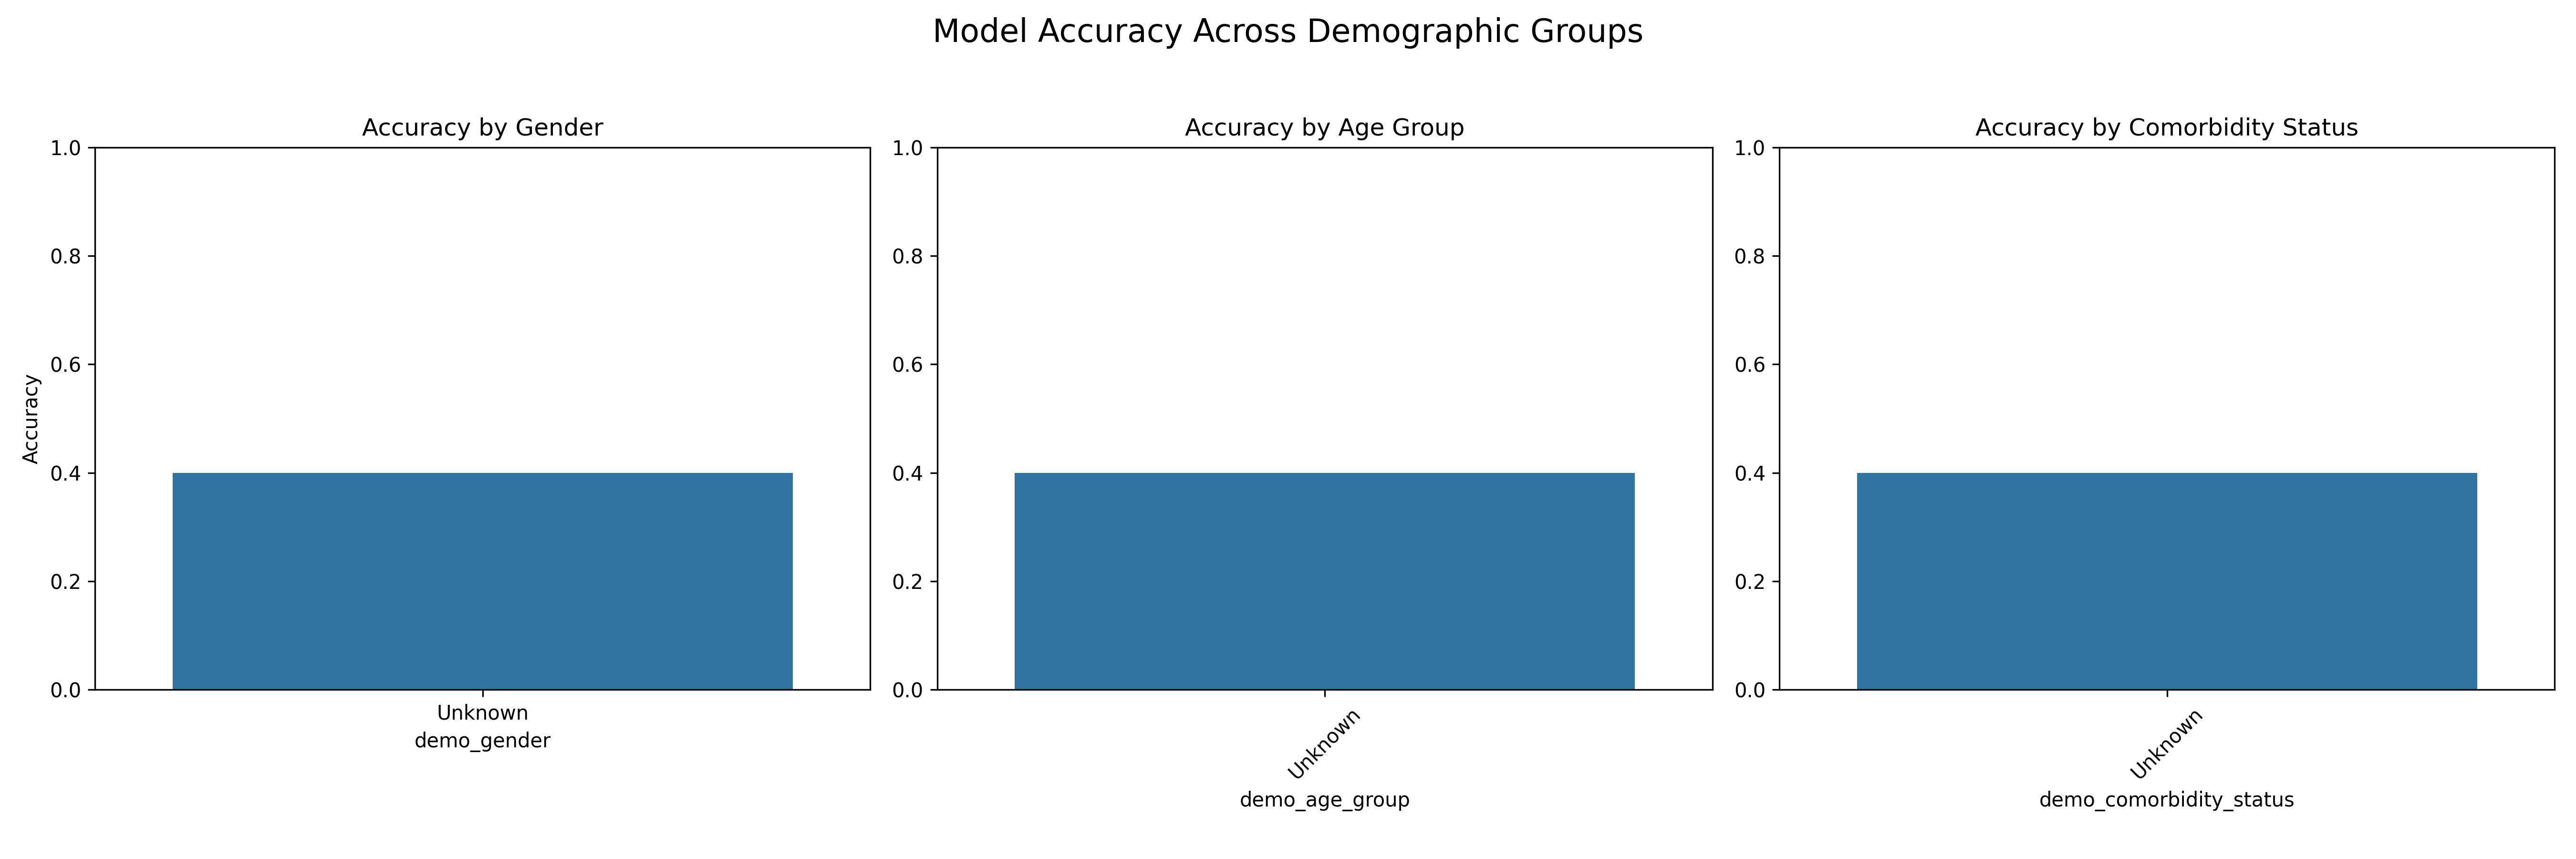 Model Accuracy Across Demographic Groups
Accuracy by Gender
Accuracy
1.0
0.8
0.6
0.4
0.2
0.0
Unknown
demo_gender
Accuracy by Age Group
1.0
0.8
0.6
0.4
0.2
0.0
Unknown
demo_age_group
Accuracy by Comorbidity Status
1.0
0.8
0.6
0.4
0.2
0.0
Unknown
demo_comorbidity_status